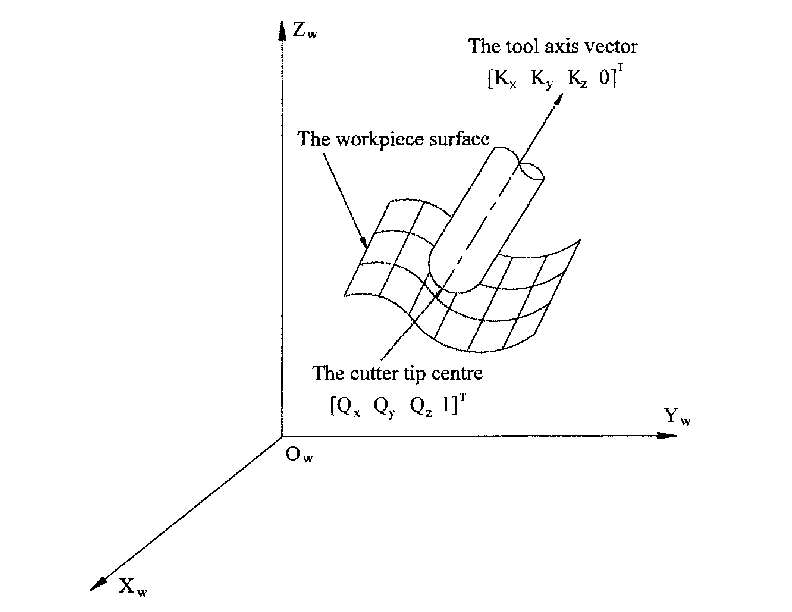 Z_w
The tool axis vector
[K_x K_y K_z 0]^T
The workpiece surface
The cutter tip centre
[Q_x Q_y Q_z 1]^T
Y_w
O_w
X_w